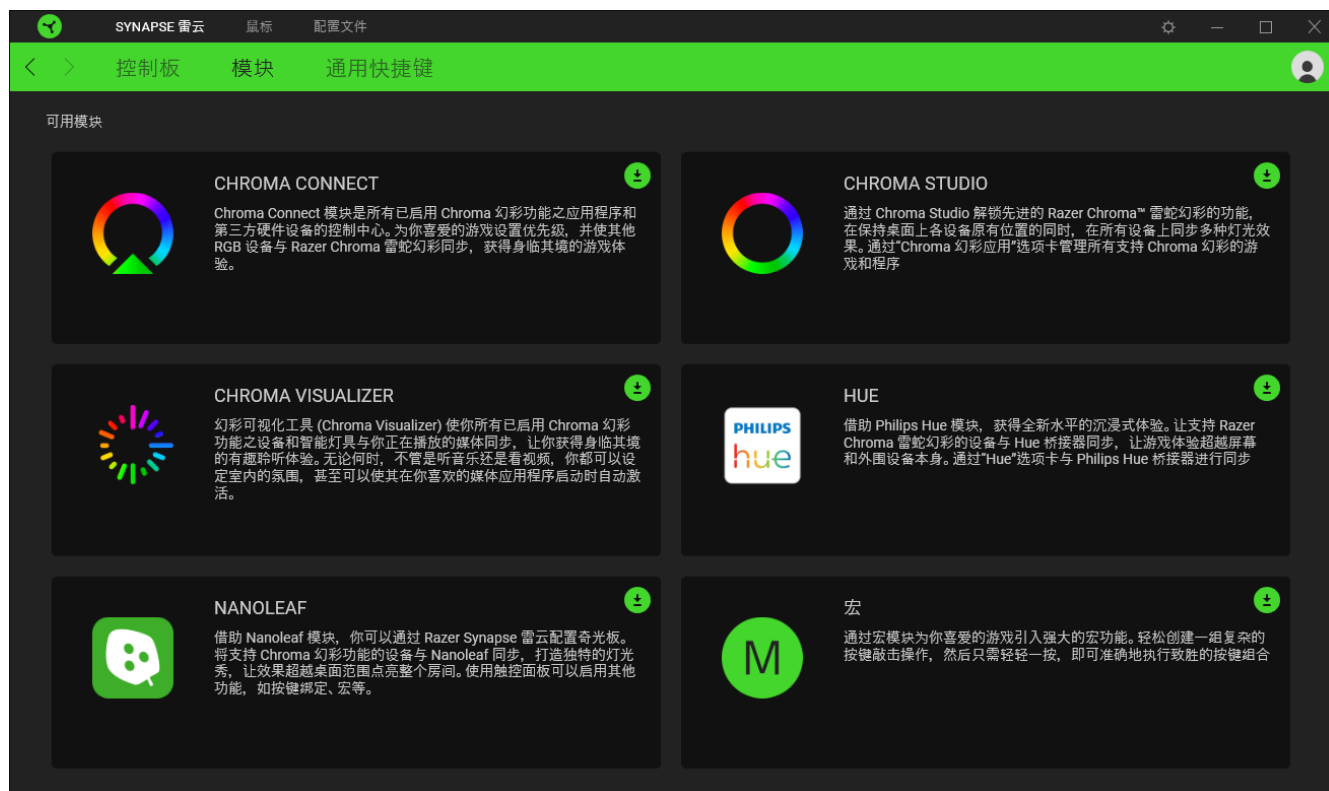 SYNAPSE 雷云 鼠标 配置文件
控制板 模块 通用快捷键
可用模块
CHROMA CONNECT
Chroma Connect 模块是所有已启用 Chroma 幻彩功能之应用程序和
第三方硬件设备的控制中心。为你喜爱的游戏设置优先级，并使其他
RGB 设备与 Razer Chroma 雷蛇幻彩同步，获得身临其境的游戏体
验。
CHROMA STUDIO
通过 Chroma Studio 解锁先进的 Razer Chroma™ 雷蛇幻彩的功能，
在保持桌面上各设备原有位置的同时，在所有设备上同步多种灯光效
果。通过“Chroma 幻彩应用”选项卡管理所有支持 Chroma 幻彩的游
戏和程序
CHROMA VISUALIZER
幻彩可视化工具 (Chroma Visualizer) 使你所有已启用 Chroma 幻彩
功能之设备和智能灯具与你正在播放的媒体同步，让你获得身临其境
的有趣聆听体验。无论何时，不管是听音乐还是看视频，你都可以设
定室内的氛围，甚至可以使其在你喜欢的媒体应用程序启动时自动激
活。
PHILIPS
hue
HUE
借助 Philips Hue 模块，获得全新水平的沉浸式体验。让支持 Razer
Chroma 雷蛇幻彩的设备与 Hue 桥接器同步，让游戏体验超越屏幕
和外围设备本身。通过“Hue”选项卡与 Philips Hue 桥接器进行同步
NANOLEAF
借助 Nanoleaf 模块，你可以通过 Razer Synapse 雷云配置奇光板。
将支持 Chroma 幻彩功能的设备与 Nanoleaf 同步，打造独特的灯光
秀，让效果超越桌面范围点亮整个房间。使用触控面板可以启用其他
功能，如按键绑定、宏等。
M
宏
通过宏模块为你喜爱的游戏引入强大的宏功能。轻松创建一组复杂的
按键敲击操作，然后只需轻轻一按，即可准确地执行致胜的按键组合